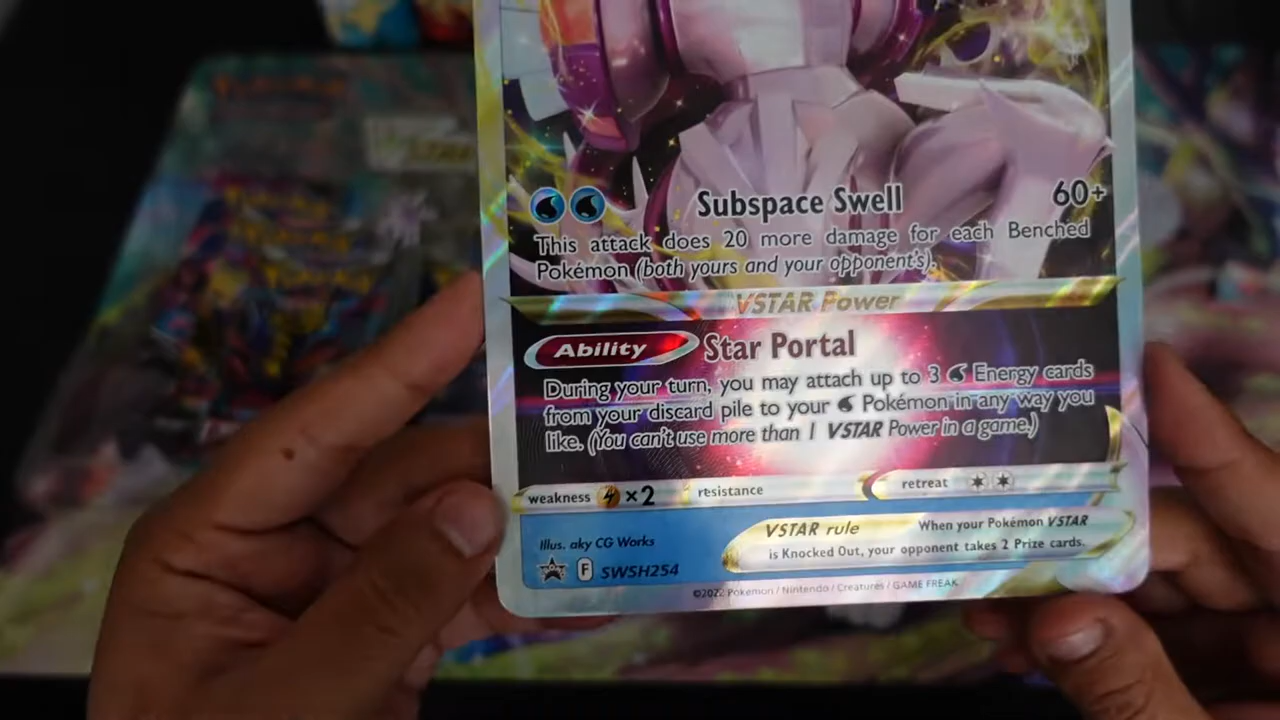 Subspace Swell 60+
This attack does 20 more damage for each Benched
Pokémon (both yours and your opponent's).
VSTAR Power
Ability Star Portal
During your turn, you may attach up to 3 Energy cards
from your discard pile to your Pokémon in any way you
like. (You can't use more than 1 VSTAR Power in a game.)
weakness ×2 resistance retreat
VSTAR rule When your Pokémon VSTAR
is Knocked Out, your opponent takes 2 Prize cards.
Illus. aky CG Works
F SWSH254
©2022 Pokémon / Nintendo / Creatures / GAME FREAK